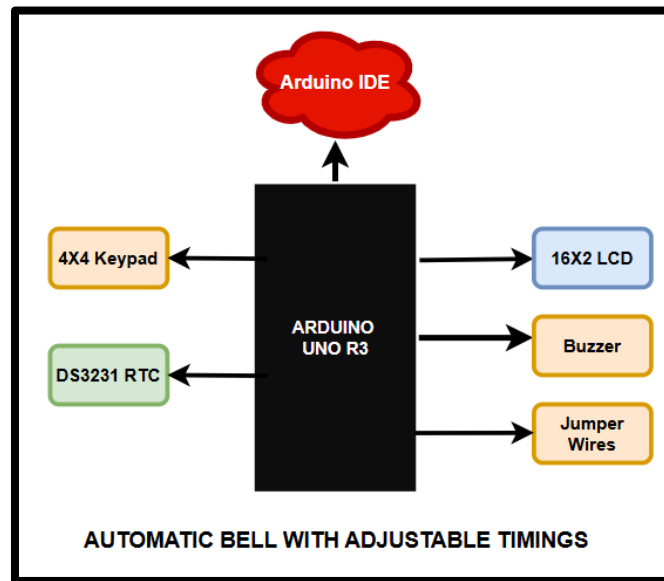 Arduino IDE
4X4 Keypad
16X2 LCD
ARDUINO
UNO R3
Buzzer
DS3231 RTC
Jumper
Wires
AUTOMATIC BELL WITH ADJUSTABLE TIMINGS